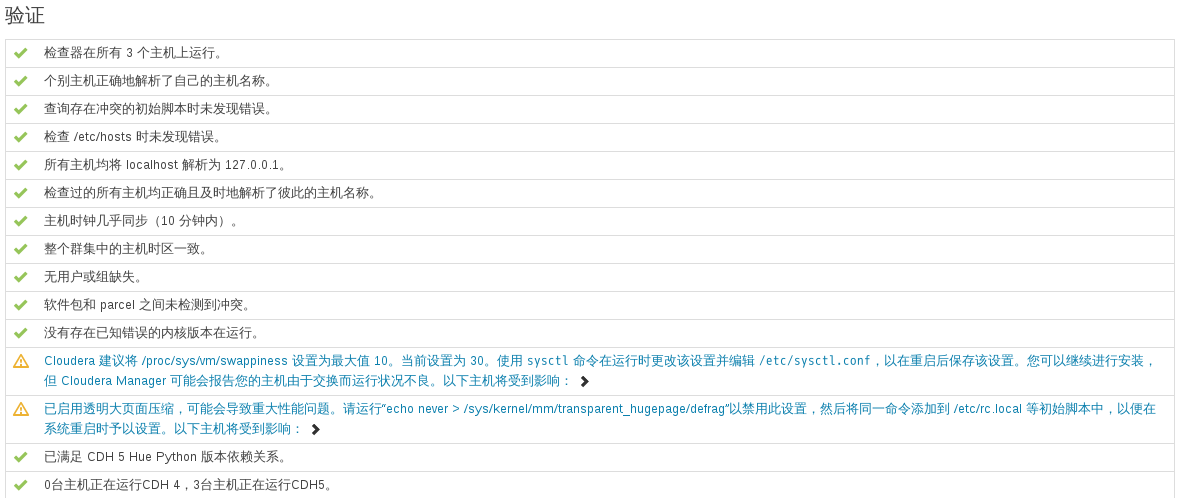 验证
检查器在所有 3 个主机上运行。
个别主机正确地解析了自己的主机名称。
查询存在冲突的初始脚本时未发现错误。
检查 /etc/hosts 时未发现错误。
所有主机均将 localhost 解析为 127.0.0.1。
检查过的所有主机均正确且及时地解析了彼此的主机名称。
主机时钟几乎同步（10 分钟内）。
整个群集中的主机时区一致。
无用户或组缺失。
软件包和 parcel 之间未检测到冲突。
没有存在已知错误的内核版本在运行。
Cloudera 建议将 /proc/sys/vm/swappiness 设置为最大值 10。当前设置为 30。使用 sysctl 命令在运行时更改该设置并编辑 /etc/sysctl.conf，以在重启后保存该设置。您可以继续进行安装，
但 Cloudera Manager 可能会报告您的主机由于交换而运行状况不良。以下主机将受到影响：
已启用透明大页面压缩，可能会导致重大性能问题。请运行“echo never > /sys/kernel/mm/transparent_hugepage/defrag”以禁用此设置，然后将同一命令添加到 /etc/rc.local 等初始脚本中，以便在
系统重启时予以设置。以下主机将受到影响：
已满足 CDH 5 Hue Python 版本依赖关系。
0台主机正在运行CDH 4，3台主机正在运行CDH5。